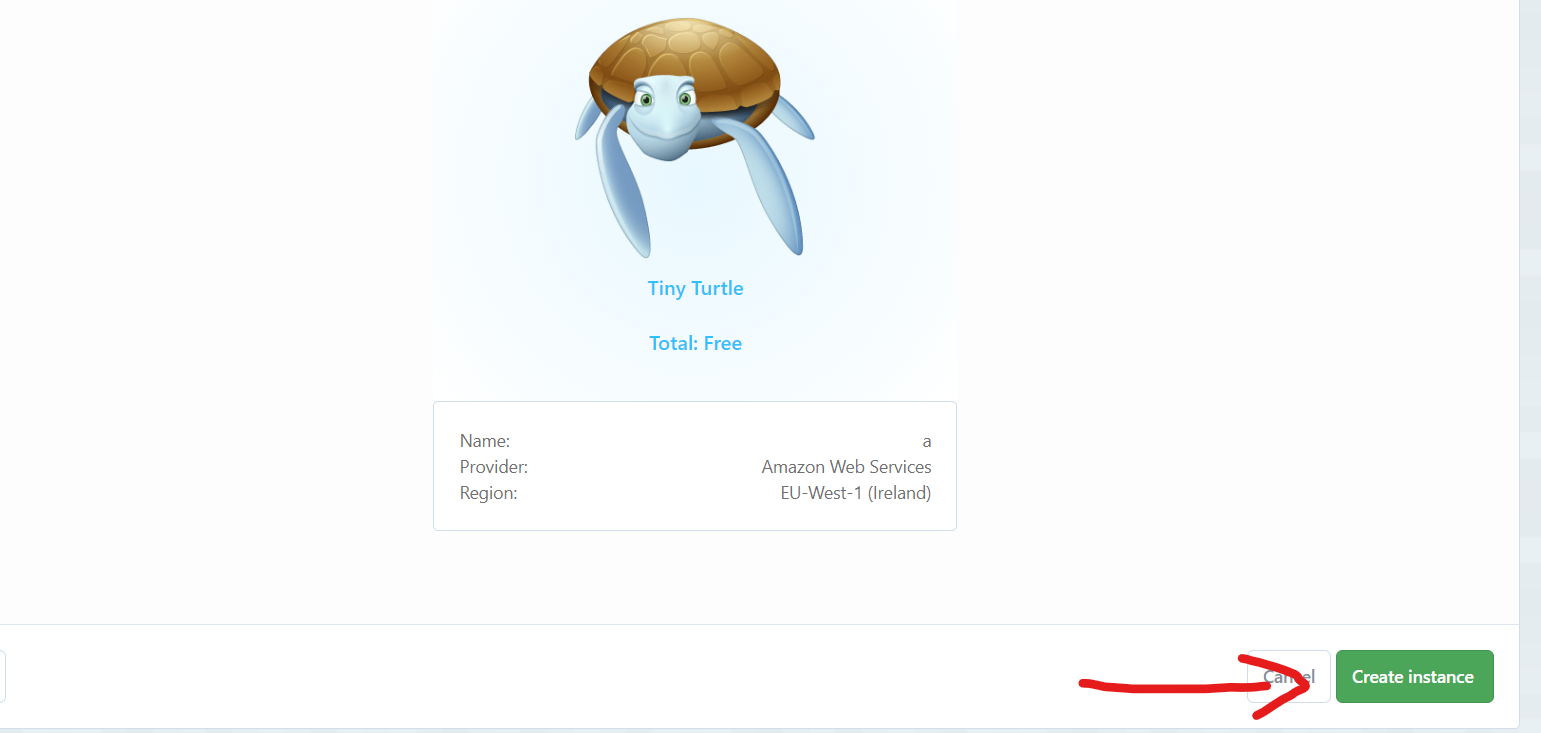 Tiny Turtle
Total: Free
Name: a
Provider: Amazon Web Services
Region: EU-West-1 (Ireland)
Cancel Create instance